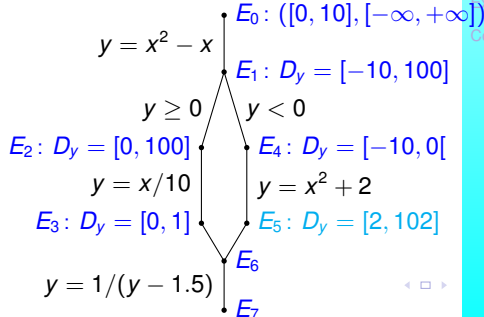 E₀: ([0, 10], [−∞, +∞])
y = x² − x
E₁: D_y = [−10, 100]
y ≥ 0 y < 0
E₂: D_y = [0, 100] E₄: D_y = [−10, 0[
y = x/10 y = x² + 2
E₃: D_y = [0, 1] E₅: D_y = [2, 102]
E₆
y = 1/(y − 1.5)
E₇